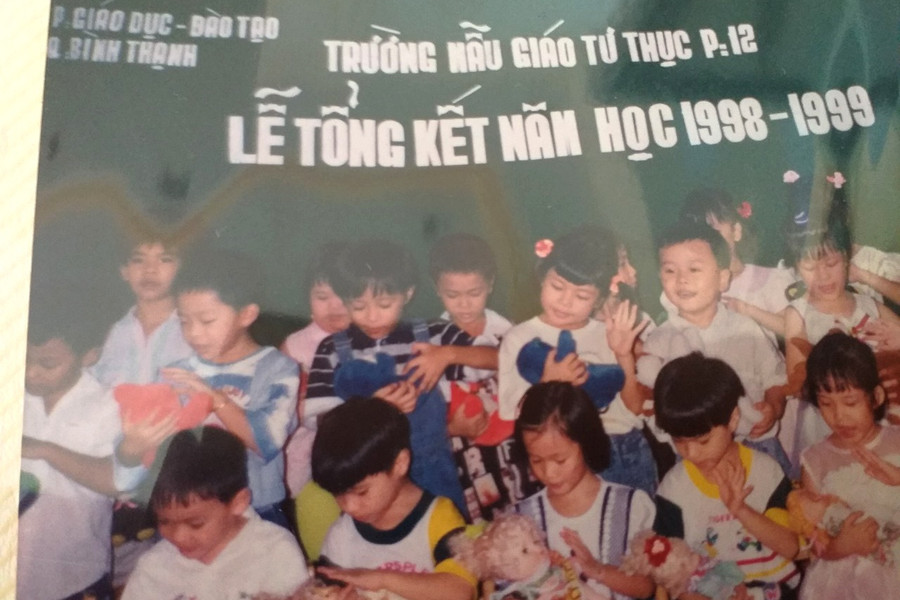 P. GIÁO DỤC - ĐÀO TẠO
Q. BÌNH THẠNH
TRƯỜNG MẪU GIÁO TƯ THỤC P:12
LỄ TỔNG KẾT NĂM HỌC 1998-1999